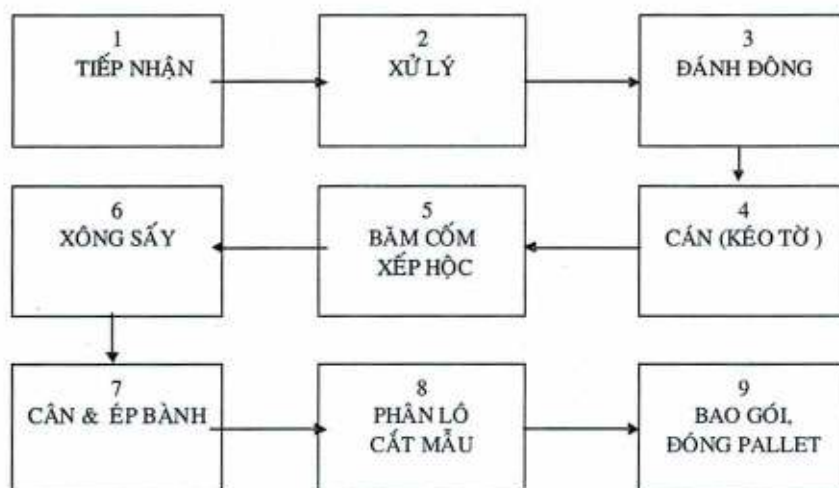 1
TIẾP NHẬN
2
XỬ LÝ
3
ĐÁNH ĐÔNG
4
CÁN (KÉO TỜ )
5
BĂM CỐM
XẾP HỘC
6
XÔNG SẤY
7
CÂN & ÉP BÀNH
8
PHÂN LÔ
CẮT MẪU
9
BAO GÓI,
ĐÓNG PALLET